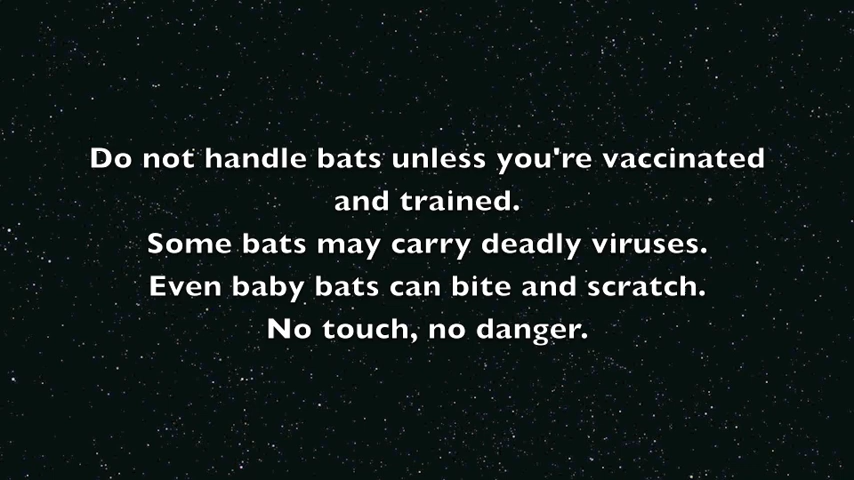 Do not handle bats unless you're vaccinated
and trained.
Some bats may carry deadly viruses.
Even baby bats can bite and scratch.
No touch, no danger.